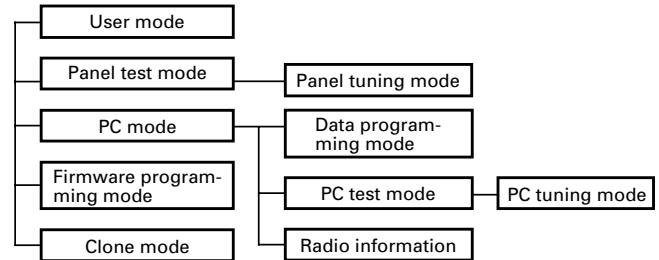 User mode
Panel test mode
Panel tuning mode
PC mode
Data program-
ming mode
Firmware program-
ming mode
PC test mode
PC tuning mode
Clone mode
Radio information